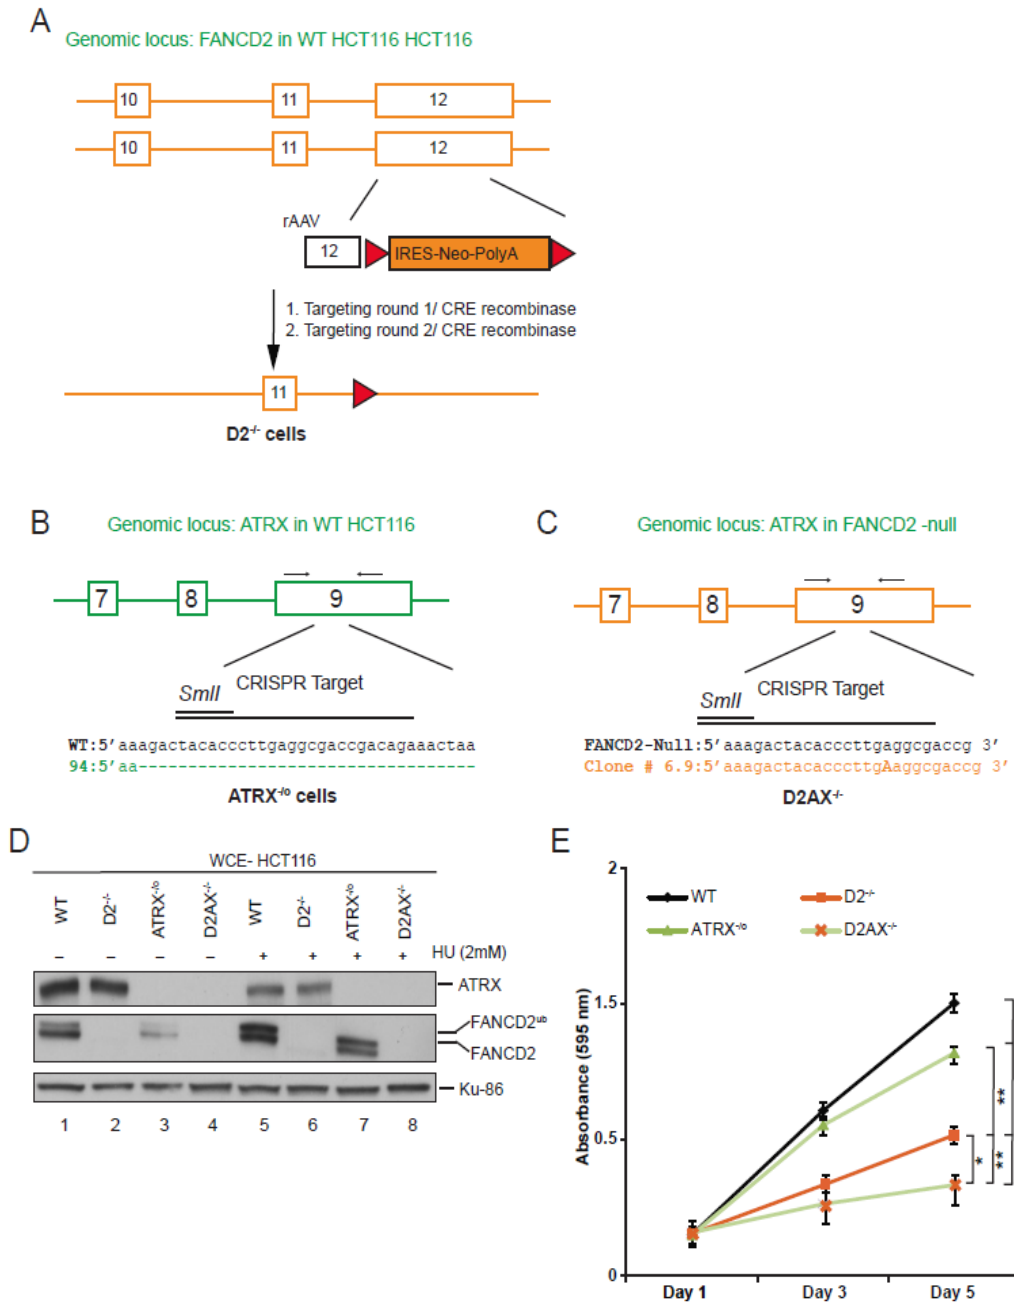 A
Genomic locus: FANCD2 in WT HCT116 HCT116
10 11 12
10 11 12
rAAV
12 IRES-Neo-PolyA
1. Targeting round 1/ CRE recombinase
2. Targeting round 2/ CRE recombinase
11
D2-/- cells
B
Genomic locus: ATRX in WT HCT116
7 8 9
SmlI CRISPR Target
WT:5’aaagactacacccttgaggcgaccgacagaaactaa
94:5’aa----------------------------------
ATRX-/o cells
C
Genomic locus: ATRX in FANCD2 -null
7 8 9
SmlI CRISPR Target
FANCD2-Null:5’aaagactacacccttgaggcgaccg 3’
Clone # 6.9:5’aaagactacacccttgAaggcgaccg 3’
D2AX-/-
D
WCE- HCT116
WT D2-/- ATRX-/o D2AX-/- WT D2-/- ATRX-/o D2AX-/-
– – – – + + + + HU (2mM)
ATRX
FANCD2ub
FANCD2
Ku-86
1 2 3 4 5 6 7 8
E
2
WT D2-/-
ATRX-/o D2AX-/-
1.5
Absorbance (595 nm)
0.5
0
** 
* **
Day 1 Day 3 Day 5